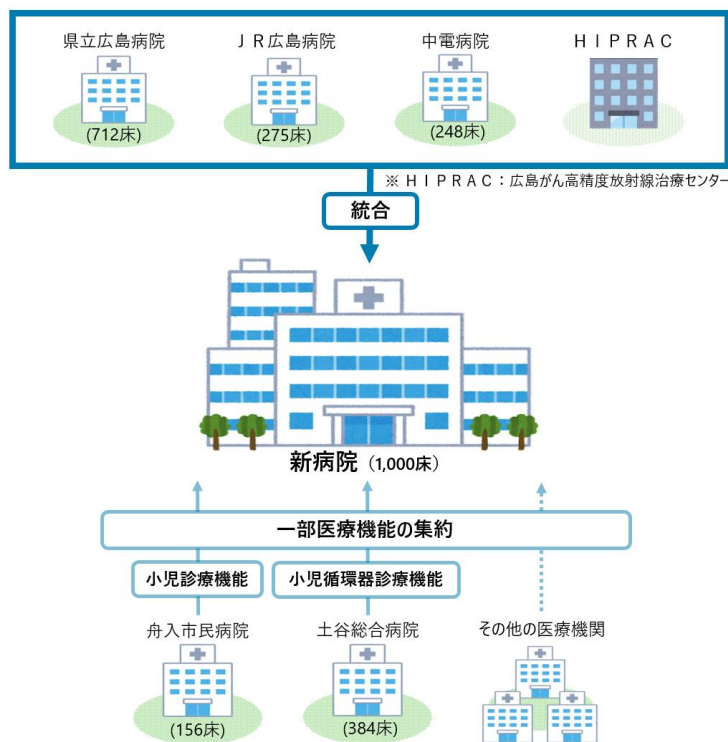 県立広島病院
ＪＲ広島病院
中電病院
ＨＩＰＲＡＣ
(712床)
(275床)
(248床)
※ＨＩＰＲＡＣ：広島がん高精度放射線治療センター
統合
新病院（1,000床）
一部医療機能の集約
小児診療機能
小児循環器診療機能
舟入市民病院
土谷総合病院
その他の医療機関
(156床)
(384床)